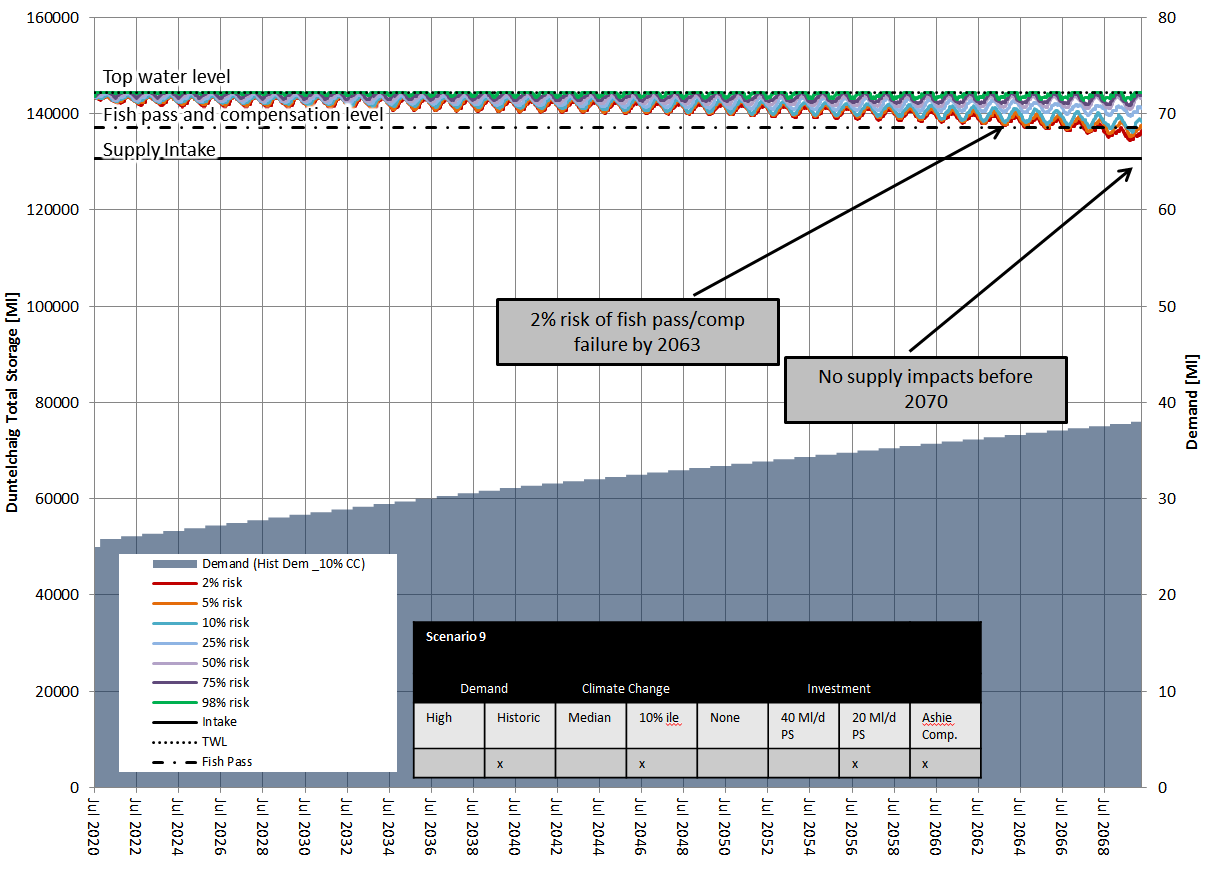 160000
140000
120000
100000
80000
60000
40000
20000
0
Duntelchaig Total Storage [Ml]
80
70
60
50
40
30
20
10
0
Demand [Ml]
Top water level
Fish pass and compensation level
Supply Intake
2% risk of fish pass/comp
failure by 2063
No supply impacts before
2070
Demand (Hist Dem _10% CC)
2% risk
5% risk
10% risk
25% risk
50% risk
75% risk
98% risk
Intake
TWL
Fish Pass
Scenario 9
Demand Climate Change Investment
High Historic Median 10% ile None 40 Ml/d 20 Ml/d Ashie
PS PS Comp.
x x x x
Jul 2020
Jul 2022
Jul 2024
Jul 2026
Jul 2028
Jul 2030
Jul 2032
Jul 2034
Jul 2036
Jul 2038
Jul 2040
Jul 2042
Jul 2044
Jul 2046
Jul 2048
Jul 2050
Jul 2052
Jul 2054
Jul 2056
Jul 2058
Jul 2060
Jul 2062
Jul 2064
Jul 2066
Jul 2068